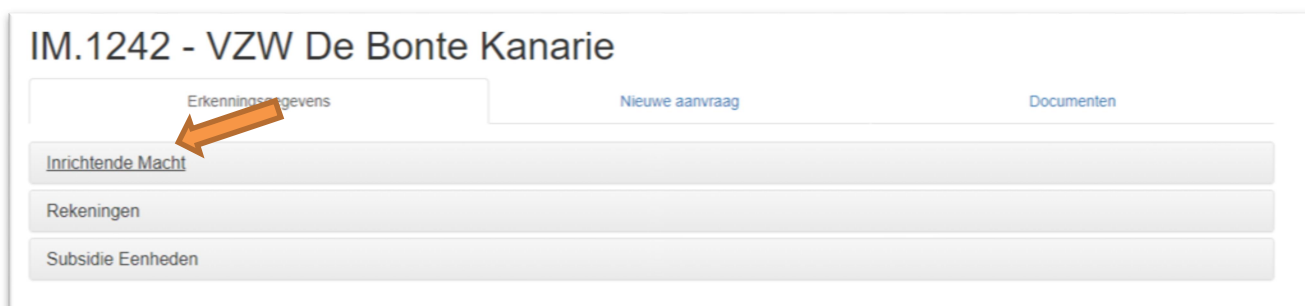 IM.1242 - VZW De Bonte Kanarie
Erkenningsgegevens Nieuwe aanvraag Documenten
Inrichtende Macht
Rekeningen
Subsidie Eenheden